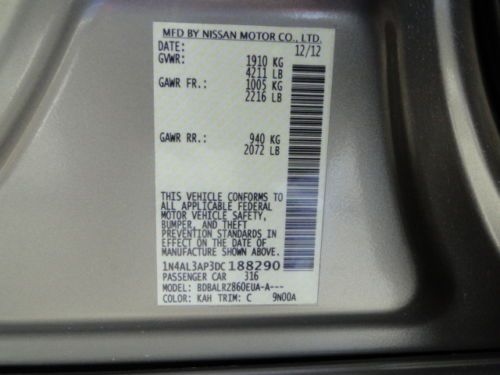 MFD BY NISSAN MOTOR CO., LTD.
DATE: 12/12
GVWR: 1910 KG
4211 LB
GAWR FR.: 1005 KG
2216 LB
GAWR RR.: 940 KG
2072 LB
THIS VEHICLE CONFORMS TO
ALL APPLICABLE FEDERAL
MOTOR VEHICLE SAFETY,
BUMPER, AND THEFT
PREVENTION STANDARDS
IN EFFECT ON THE DATE OF
MANUFACTURE SHOWN ABOVE.
1N4AL3AP3DC188290
PASSENGER CAR 316
MODEL: BDBALRZ860EUA-A---
COLOR: KAH TRIM: C 9N00A